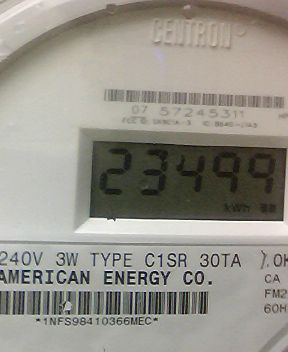 CENTRON®
07 57245311
23499
kWh
240V 3W TYPE C1SR 30TA
AMERICAN ENERGY CO. CA
FM2
60H
*1NFS98410366MEC*